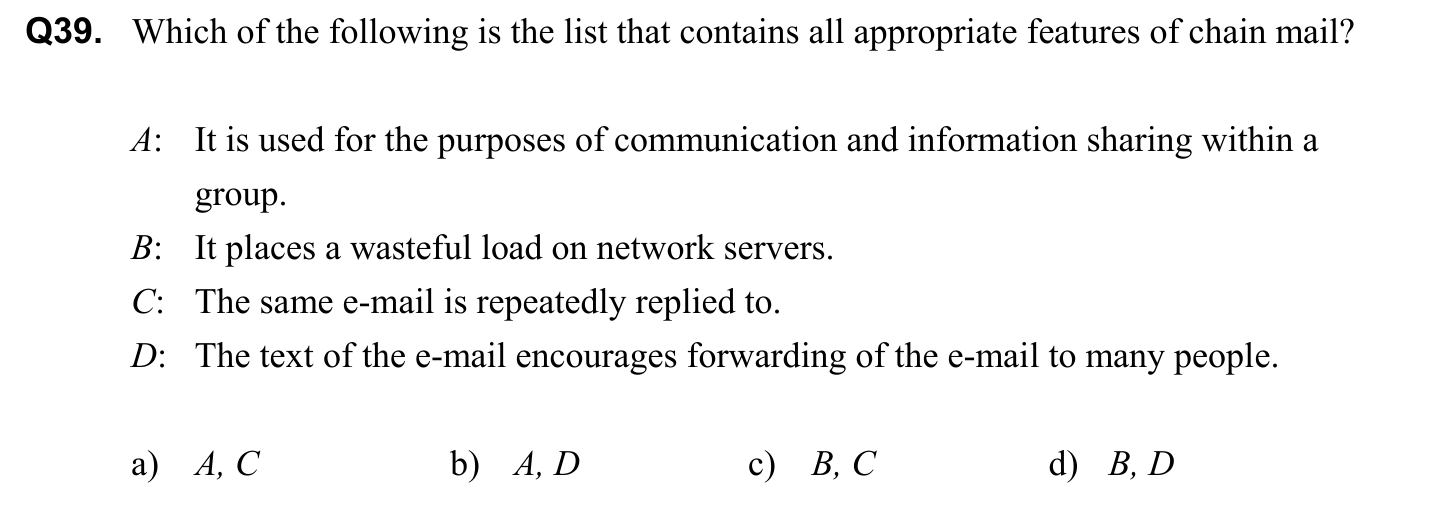 Q39. Which of the following is the list that contains all appropriate features of chain mail?
A: It is used for the purposes of communication and information sharing within a
group.
B: It places a wasteful load on network servers.
C: The same e-mail is repeatedly replied to.
D: The text of the e-mail encourages forwarding of the e-mail to many people.
a) A, C b) A, D c) B, C d) B, D